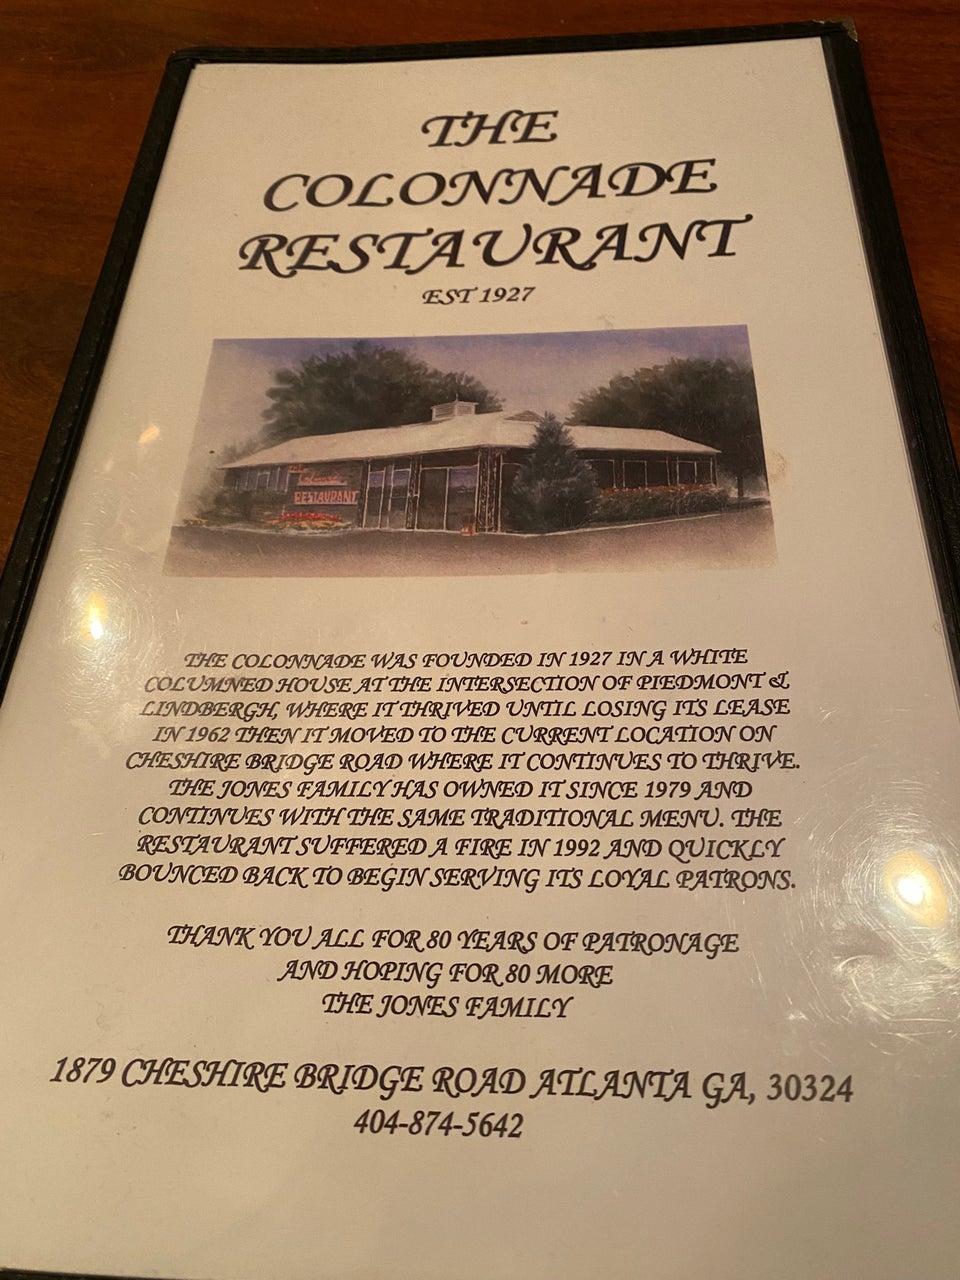 THE
COLONNADE
RESTAURANT
EST 1927
RESTAURANT
THE COLONNADE WAS FOUNDED IN 1927 IN A WHITE
COLUMNED HOUSE AT THE INTERSECTION OF PIEDMONT &
LINDBERGH, WHERE IT THRIVED UNTIL LOSING ITS LEASE
IN 1962 THEN IT MOVED TO THE CURRENT LOCATION ON
CHESHIRE BRIDGE ROAD WHERE IT CONTINUES TO THRIVE.
THE JONES FAMILY HAS OWNED IT SINCE 1979 AND
CONTINUES WITH THE SAME TRADITIONAL MENU. THE
RESTAURANT SUFFERED A FIRE IN 1992 AND QUICKLY
BOUNCED BACK TO BEGIN SERVING ITS LOYAL PATRONS.
THANK YOU ALL FOR 80 YEARS OF PATRONAGE
AND HOPING FOR 80 MORE
THE JONES FAMILY
1879 CHESHIRE BRIDGE ROAD ATLANTA GA, 30324
404-874-5642